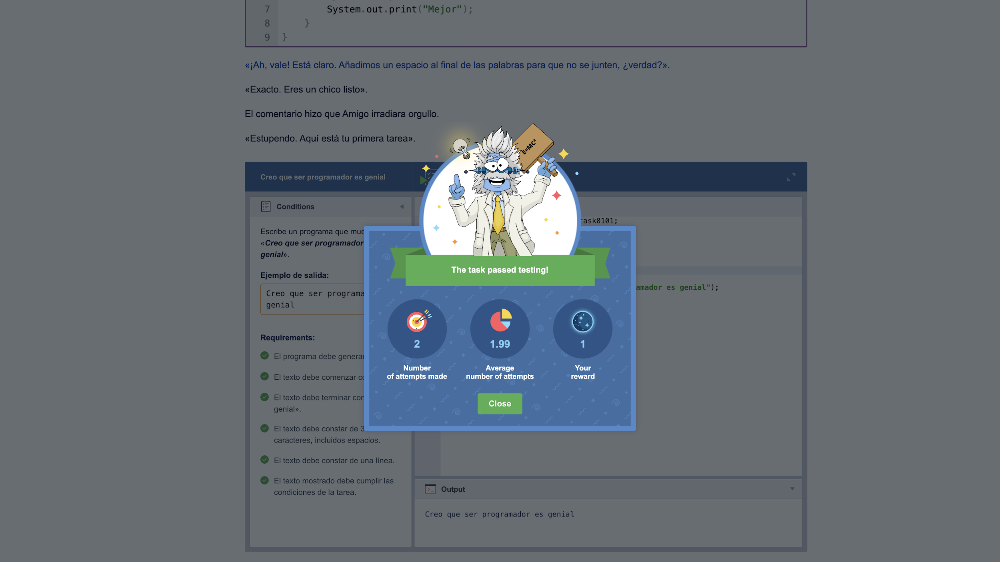 7 System.out.print("Mejor");
8 }
9 }
«¡Ah, vale! Está claro. Añadimos un espacio al final de las palabras para que no se junten, ¿verdad?».
«Exacto. Eres un chico listo».
El comentario hizo que Amigo irradiara orgullo.
«Estupendo. Aquí está tu primera tarea».
E=MC²
Creo que ser programador es genial
Conditions
task0101;
Escribe un programa que
«Creo que ser programador
genial».
Ejemplo de salida:
Creo que ser
genial
amador es genial");
The task passed testing!
2
1.99
1
Number
of attempts made
Average
number of attempts
Your
reward
Close
Requirements:
El programa debe
El texto debe comenzar
El texto debe terminar con
genial».
El texto debe constar de
caracteres, incluidos espacios.
El texto debe constar de una línea.
El texto mostrado debe cumplir las
condiciones de la tarea.
Output
Creo que ser programador es genial